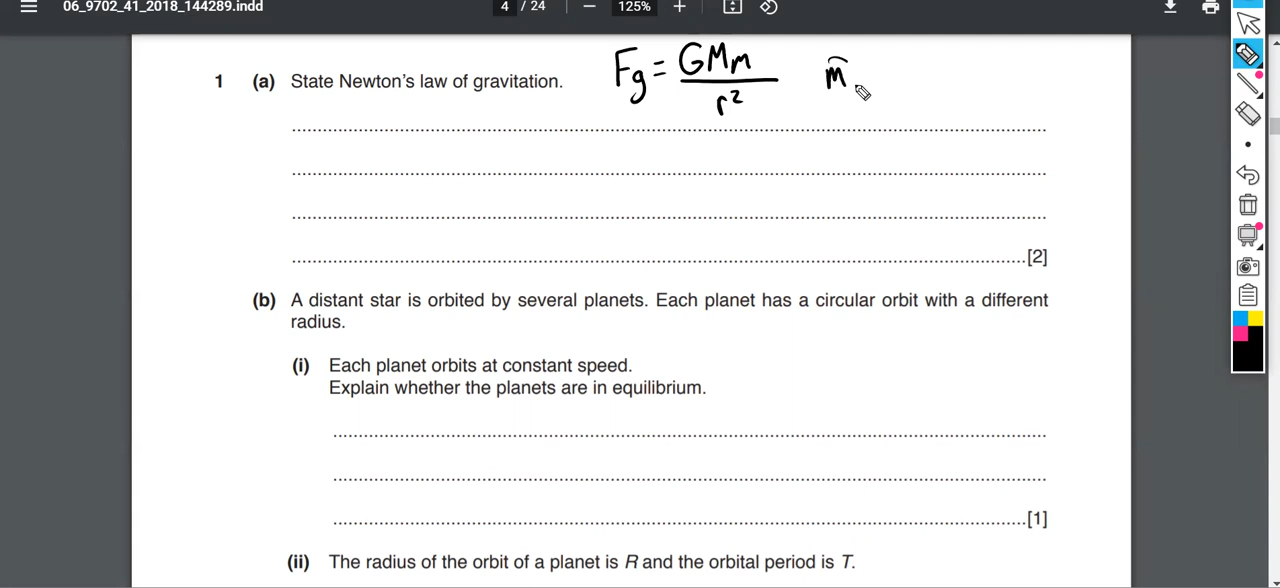 06_9702_41_2018_144289.indd 4 / 24 − 125% +
1 (a) State Newton's law of gravitation. Fg = GMm / r² m
[2]
(b) A distant star is orbited by several planets. Each planet has a circular orbit with a different
radius.
(i) Each planet orbits at constant speed.
Explain whether the planets are in equilibrium.
[1]
(ii) The radius of the orbit of a planet is R and the orbital period is T.